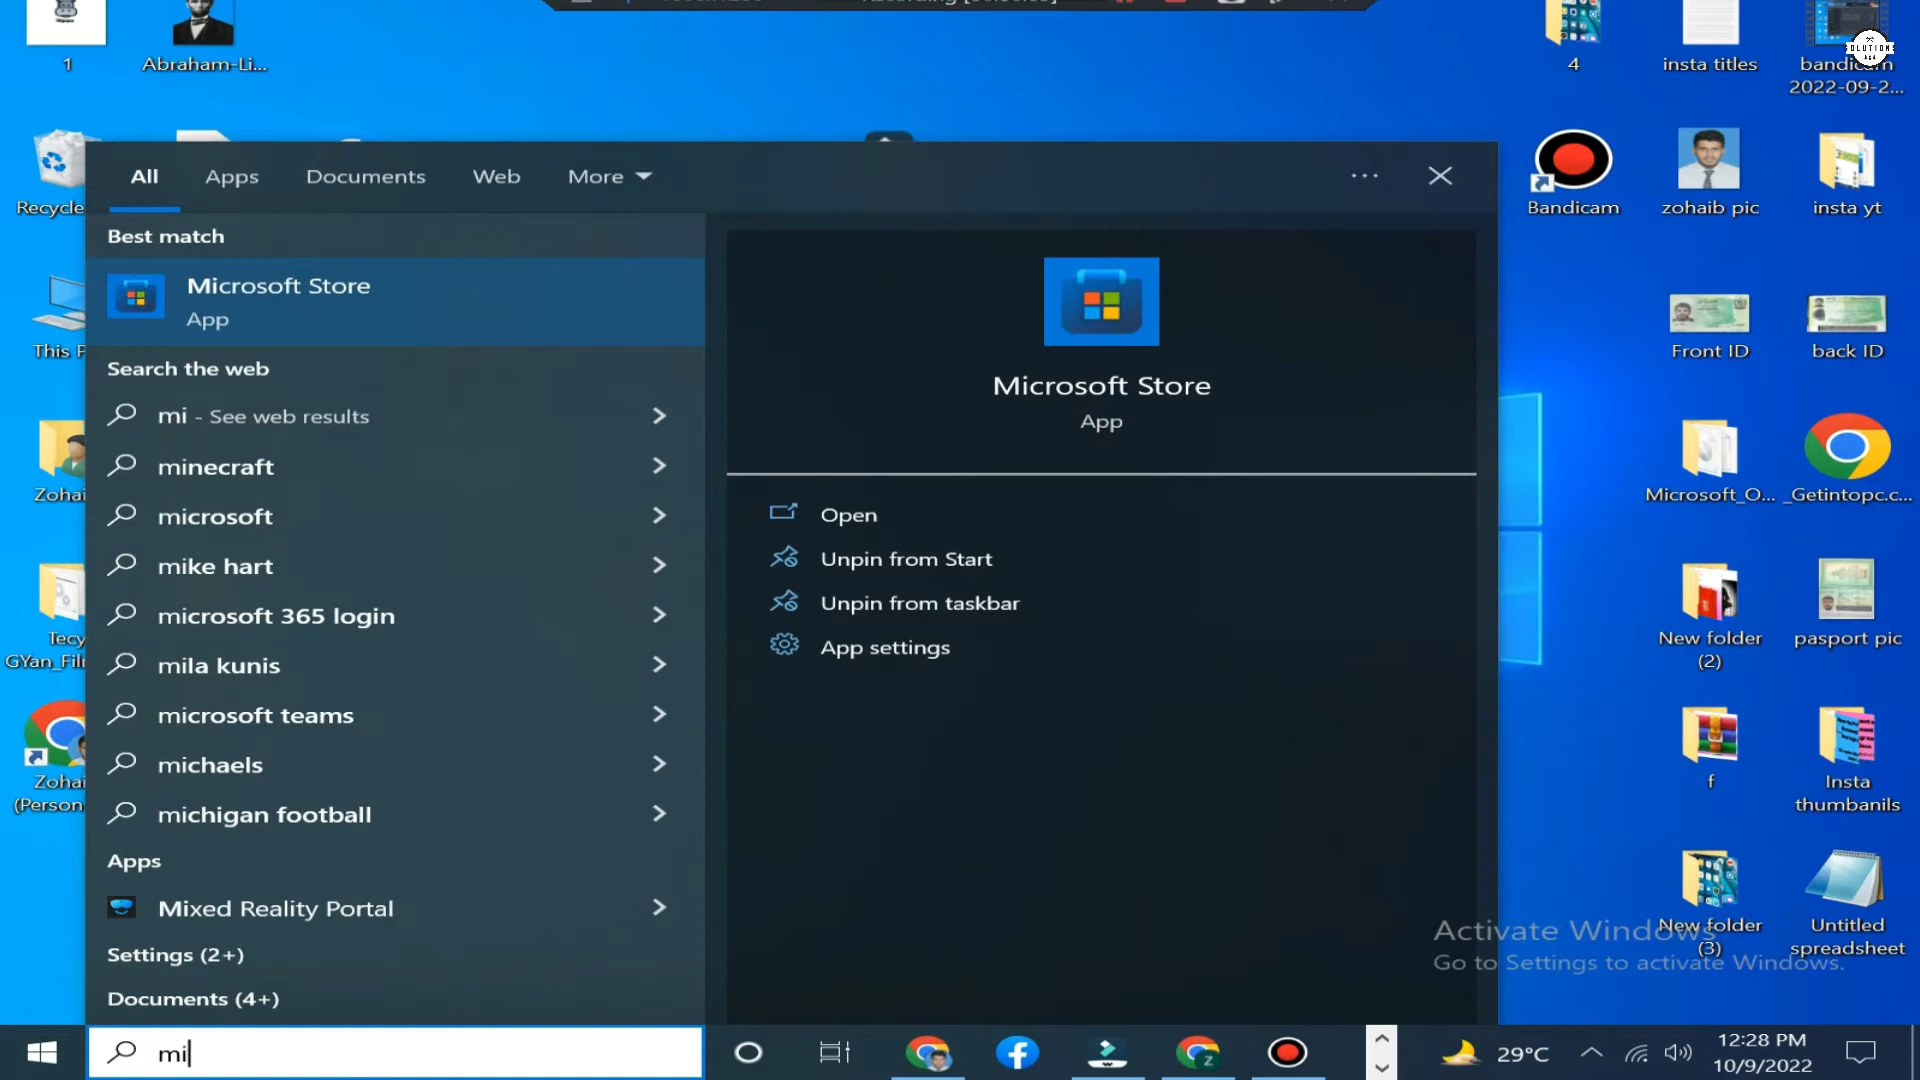 1
Abraham-Li...
4
insta titles
bandicam
2022-09-2...
OLUTION
Recycle
Bandicam
zohaib pic
insta yt
All
Apps
Documents
Web
More
Best match
Microsoft Store
App
Search the web
mi - See web results
minecraft
microsoft
mike hart
microsoft 365 login
mila kunis
microsoft teams
michaels
michigan football
Apps
Mixed Reality Portal
Settings (2+)
Documents (4+)
mi
Microsoft Store
App
Open
Unpin from Start
Unpin from taskbar
App settings
This P
Front ID
back ID
Zohai
Microsoft_O...
_Getintopc.c...
Tecy
GYan_Fil
New folder
(2)
pasport pic
Zohai
(Person
f
Insta
thumbanils
New folder
(3)
Untitled
spreadsheet
Activate Windows
Go to Settings to activate Windows.
Z
29°C
12:28 PM
10/9/2022